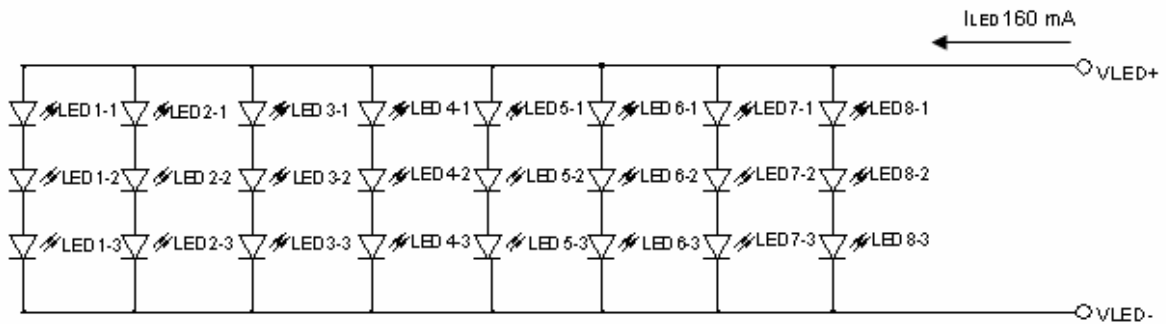 ILED 160 mA
VLED+
LED 1-1 LED 2-1 LED 3-1 LED 4-1 LED 5-1 LED 6-1 LED 7-1 LED 8-1
LED 1-2 LED 2-2 LED 3-2 LED 4-2 LED 5-2 LED 6-2 LED 7-2 LED 8-2
LED 1-3 LED 2-3 LED 3-3 LED 4-3 LED 5-3 LED 6-3 LED 7-3 LED 8-3
VLED-